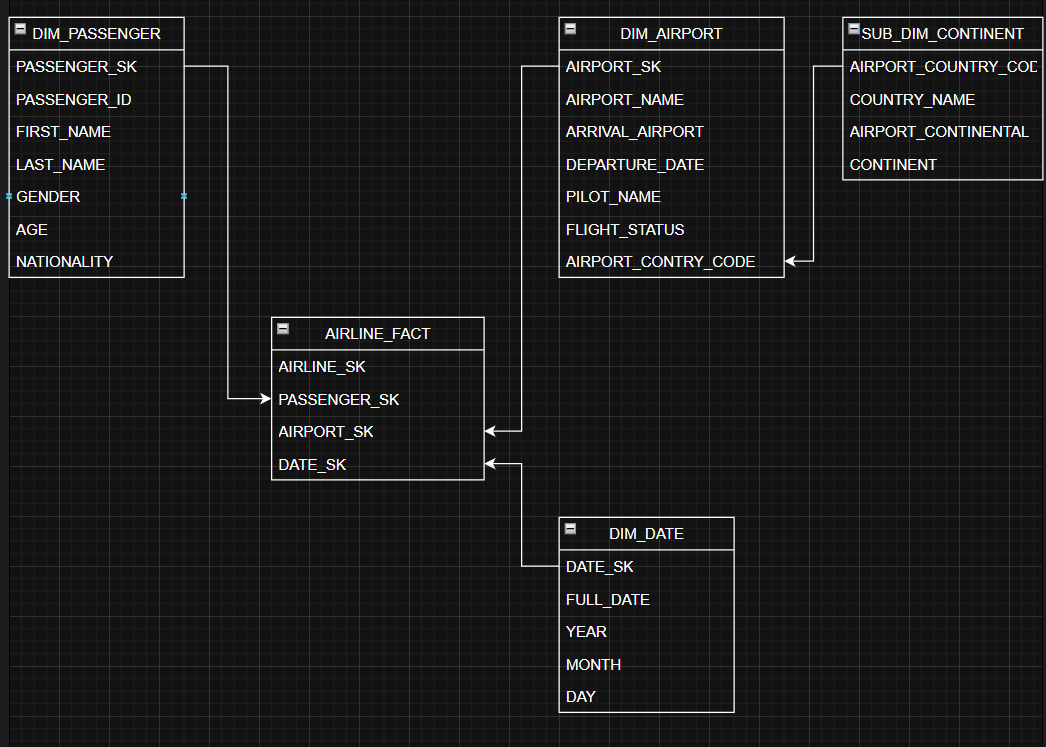 DIM_PASSENGER
PASSENGER_SK
PASSENGER_ID
FIRST_NAME
LAST_NAME
GENDER
AGE
NATIONALITY
DIM_AIRPORT
AIRPORT_SK
AIRPORT_NAME
ARRIVAL_AIRPORT
DEPARTURE_DATE
PILOT_NAME
FLIGHT_STATUS
AIRPORT_CONTRY_CODE
SUB_DIM_CONTINENT
AIRPORT_COUNTRY_COD
COUNTRY_NAME
AIRPORT_CONTINENTAL
CONTINENT
AIRLINE_FACT
AIRLINE_SK
PASSENGER_SK
AIRPORT_SK
DATE_SK
DIM_DATE
DATE_SK
FULL_DATE
YEAR
MONTH
DAY